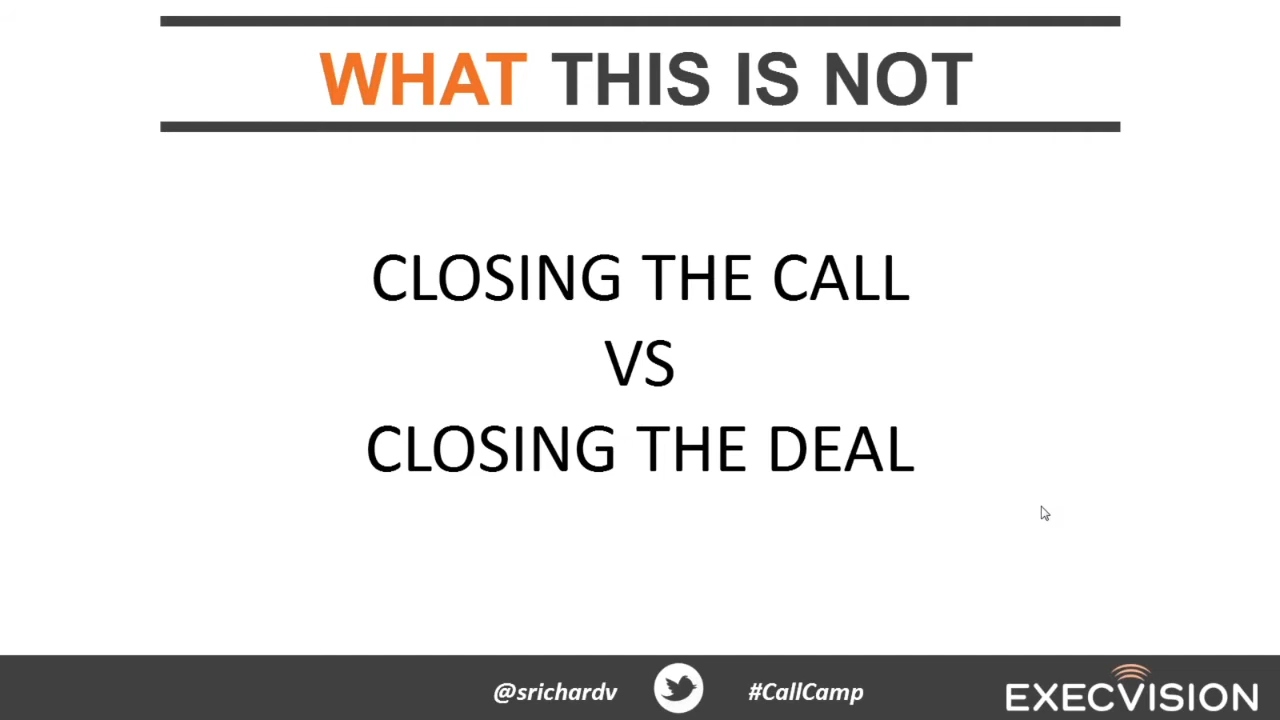 WHAT THIS IS NOT
CLOSING THE CALL
VS
CLOSING THE DEAL
@srichardv #CallCamp EXECVISION